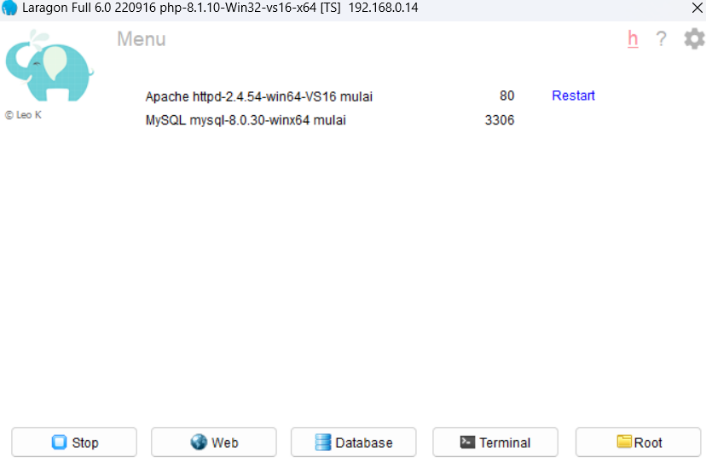 Laragon Full 6.0 220916 php-8.1.10-Win32-vs16-x64 [TS] 192.168.0.14
Menu h ?
© Leo K
Apache httpd-2.4.54-win64-VS16 mulai 80 Restart
MySQL mysql-8.0.30-winx64 mulai 3306
Stop Web Database Terminal Root